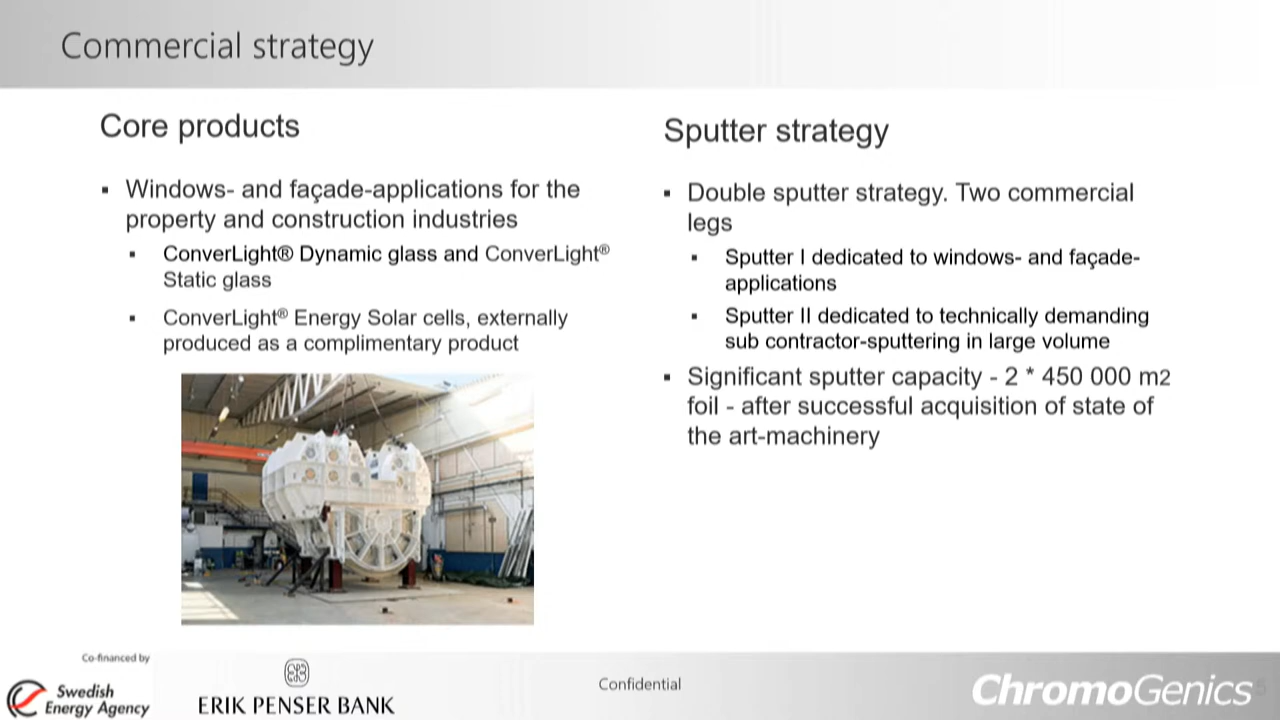 Commercial strategy
Core products
▪ Windows- and façade-applications for the
property and construction industries
▪ ConverLight® Dynamic glass and ConverLight®
Static glass
▪ ConverLight® Energy Solar cells, externally
produced as a complimentary product
Sputter strategy
▪ Double sputter strategy. Two commercial
legs
▪ Sputter I dedicated to windows- and façade-
applications
▪ Sputter II dedicated to technically demanding
sub contractor-sputtering in large volume
▪ Significant sputter capacity - 2 * 450 000 m2
foil - after successful acquisition of state of
the art-machinery
Co-financed by
Swedish
Energy Agency
ERIK PENSER BANK
Confidential
ChromoGenics
5